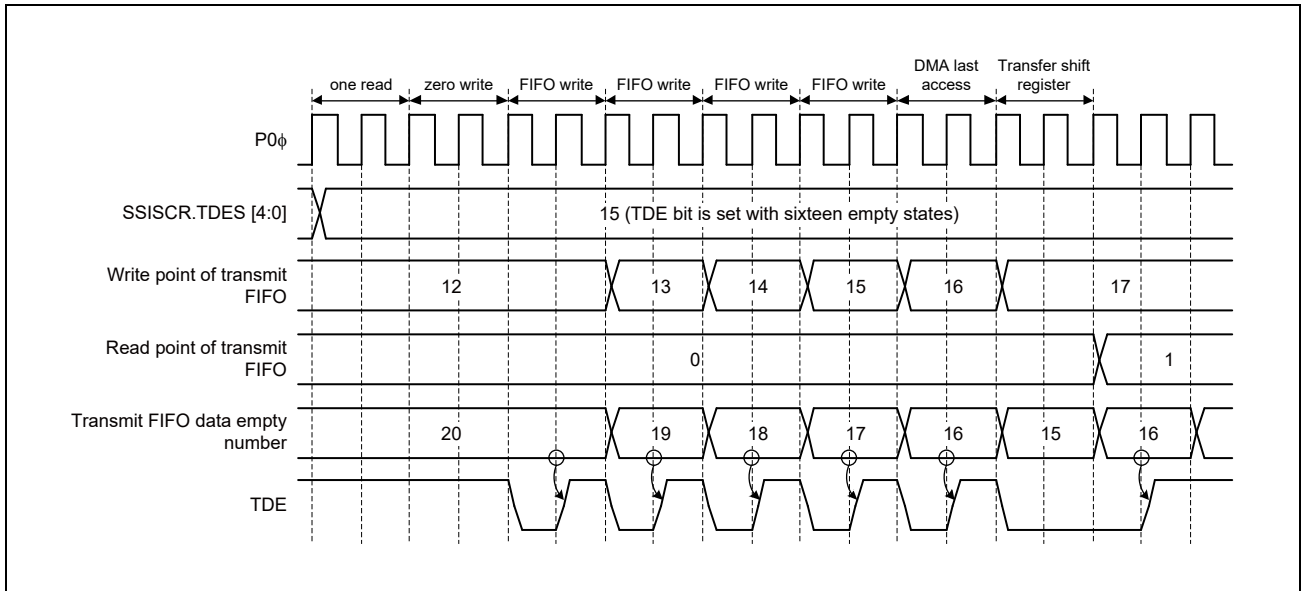 DMA last Transfer shift
one read zero write FIFO write FIFO write FIFO write FIFO write access register
P0ϕ
SSISCR.TDES [4:0] 15 (TDE bit is set with sixteen empty states)
Write point of transmit
FIFO
12 13 14 15 16 17
Read point of transmit
FIFO
0 1
Transmit FIFO data empty
number
20 19 18 17 16 15 16
TDE